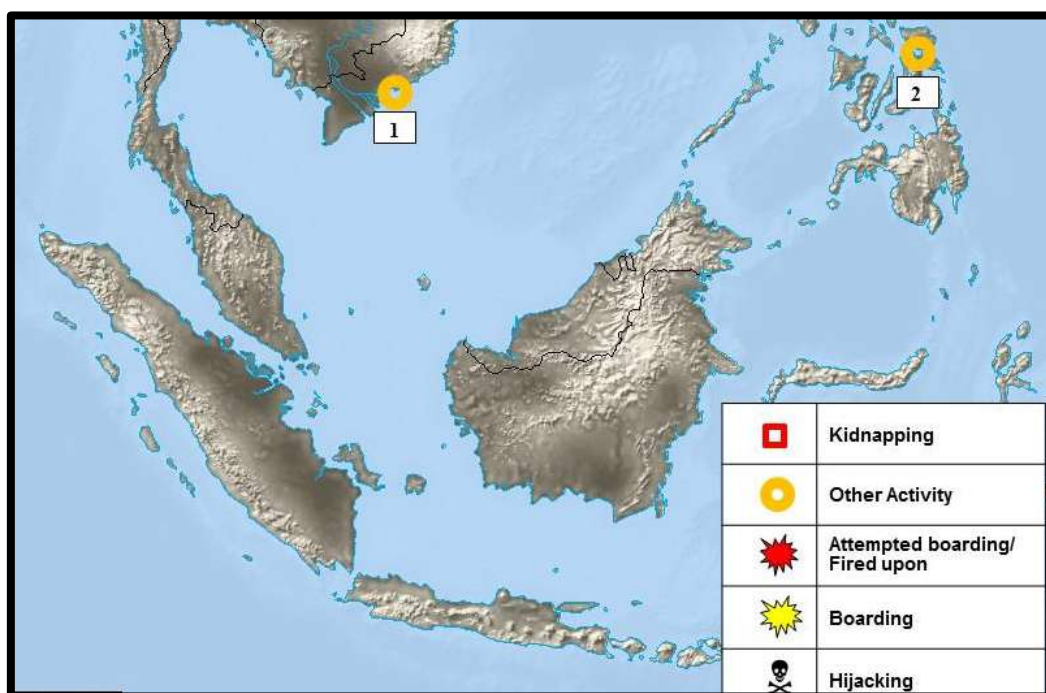 1
2
Kidnapping
Other Activity
Attempted boarding/
Fired upon
Boarding
Hijacking